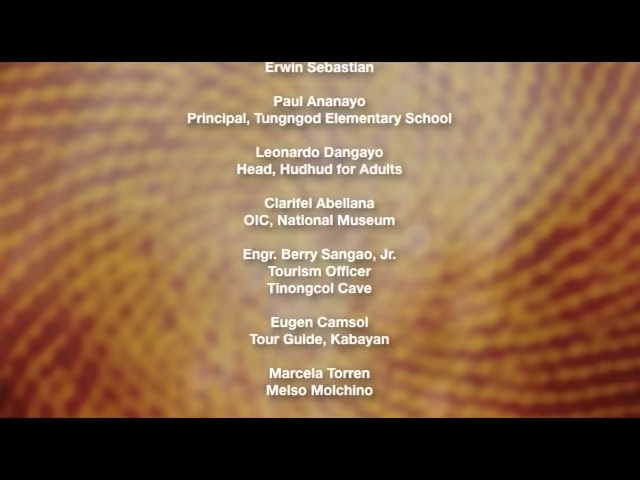 Erwin Sebastian
Paul Ananayo
Principal, Tungngod Elementary School
Leonardo Dangayo
Head, Hudhud for Adults
Clarifel Abellana
OIC, National Museum
Engr. Berry Sangao, Jr.
Tourism Officer
Tinongcol Cave
Eugen Camsol
Tour Guide, Kabayan
Marcela Torren
Melso Molchino